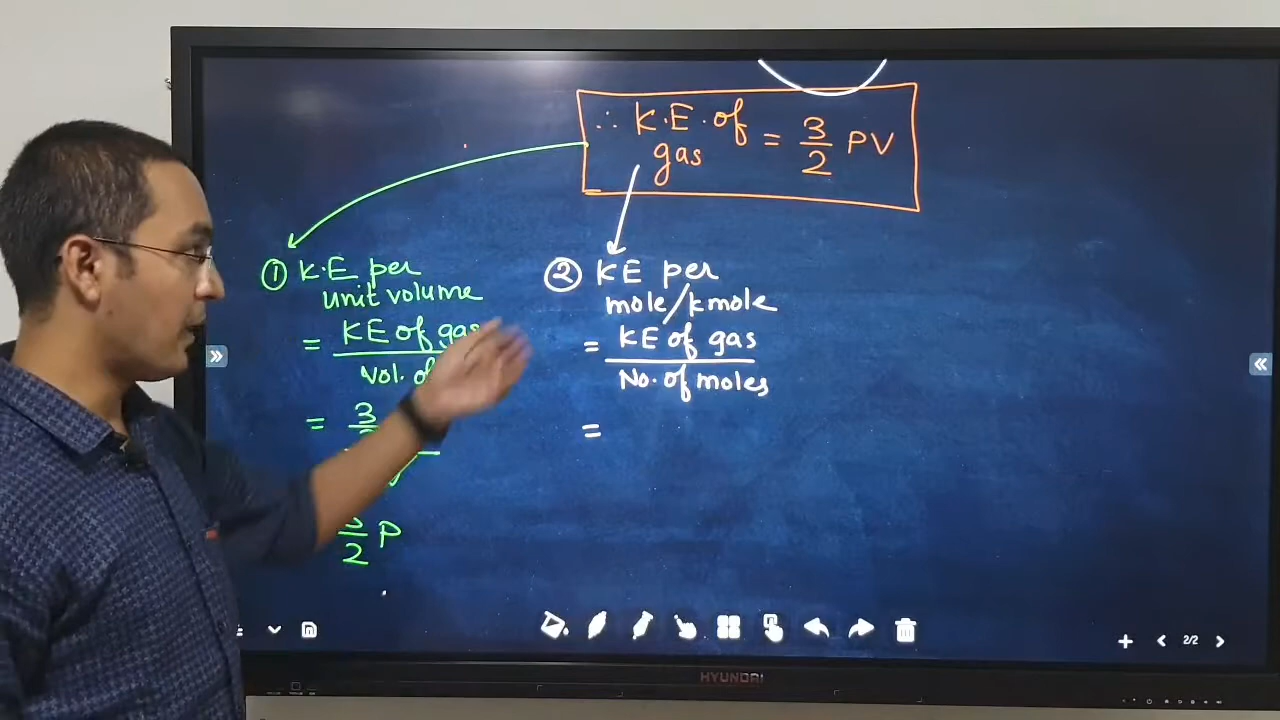 ∴ K.E. of gas = 3/2 PV
① K.E per
unit volume
= KE of gas
Vol. of
= 3
3/2 P
② KE per
mole/kmole
= KE of gas
No. of moles
=
2/2
HYUNDAI